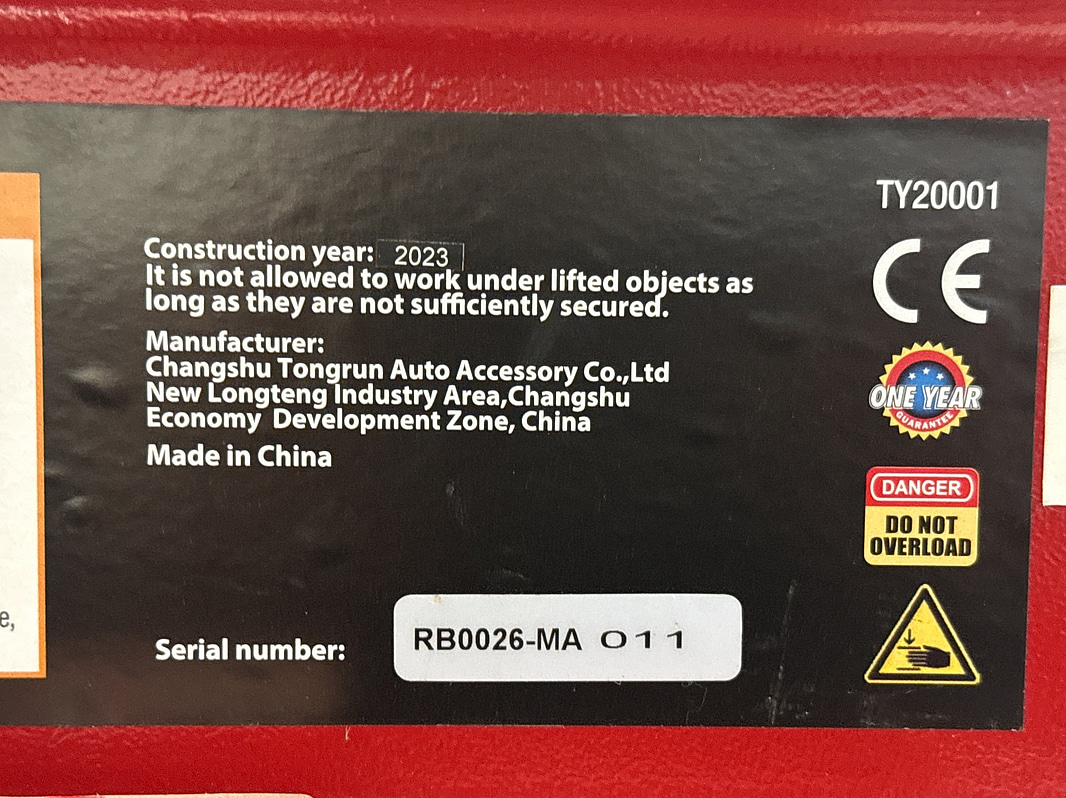 TY20001
Construction year: 2023
It is not allowed to work under lifted objects as
long as they are not sufficiently secured.
CE
Manufacturer:
Changshu Tongrun Auto Accessory Co.,Ltd
New Longteng Industry Area,Changshu
Economy Development Zone, China
ONE YEAR
GUARANTEE
Made in China
DANGER
DO NOT
OVERLOAD
e,
Serial number: RB0026-MA 011